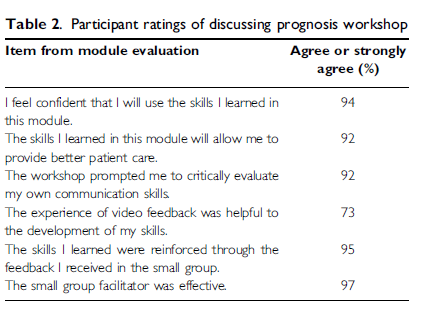 Table 2. Participant ratings of discussing prognosis workshop
Item from module evaluation Agree or strongly
agree (%)
I feel confident that I will use the skills I learned in 94
this module.
The skills I learned in this module will allow me to 92
provide better patient care.
The workshop prompted me to critically evaluate 92
my own communication skills.
The experience of video feedback was helpful to 73
the development of my skills.
The skills I learned were reinforced through the 95
feedback I received in the small group.
The small group facilitator was effective. 97